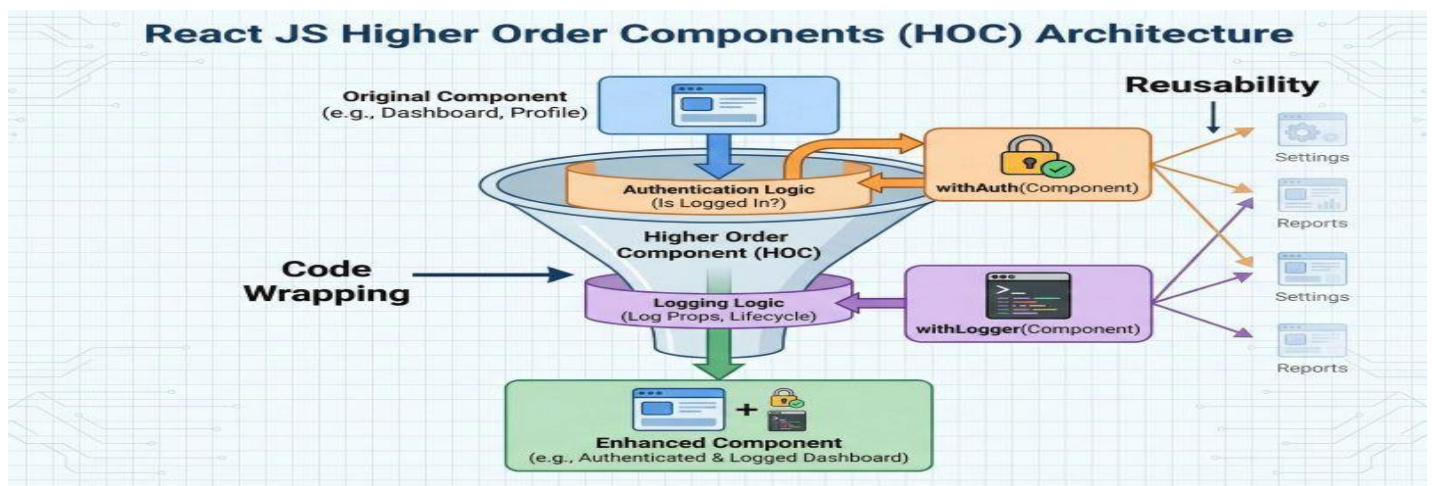 React JS Higher Order Components (HOC) Architecture
Original Component
(e.g., Dashboard, Profile)
Reusability
Settings
Authentication Logic
(Is Logged In?)
withAuth(Component)
Reports
Higher Order
Component (HOC)
Code
Wrapping
Logging Logic
(Log Props, Lifecycle)
>_
withLogger(Component)
Settings
Reports
+
Enhanced Component
(e.g., Authenticated & Logged Dashboard)